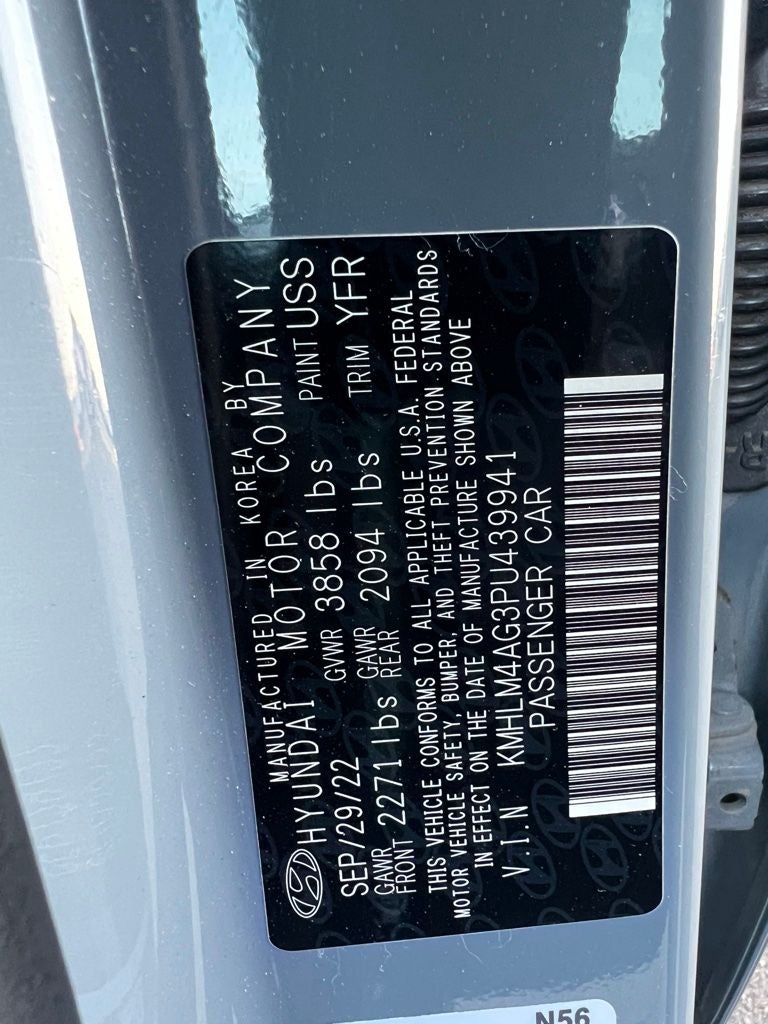 MANUFACTURED IN KOREA BY
HYUNDAI MOTOR COMPANY
SEP/29/22 GVWR 3858 lbs PAINT USS
GAWR FRONT 2271 lbs GAWR REAR 2094 lbs TRIM YFR
THIS VEHICLE CONFORMS TO ALL APPLICABLE U.S.A. FEDERAL
MOTOR VEHICLE SAFETY, BUMPER, AND THEFT PREVENTION STANDARDS
IN EFFECT ON THE DATE OF MANUFACTURE SHOWN ABOVE
V.I.N KMHLM4AG3PU439941
PASSENGER CAR
N56